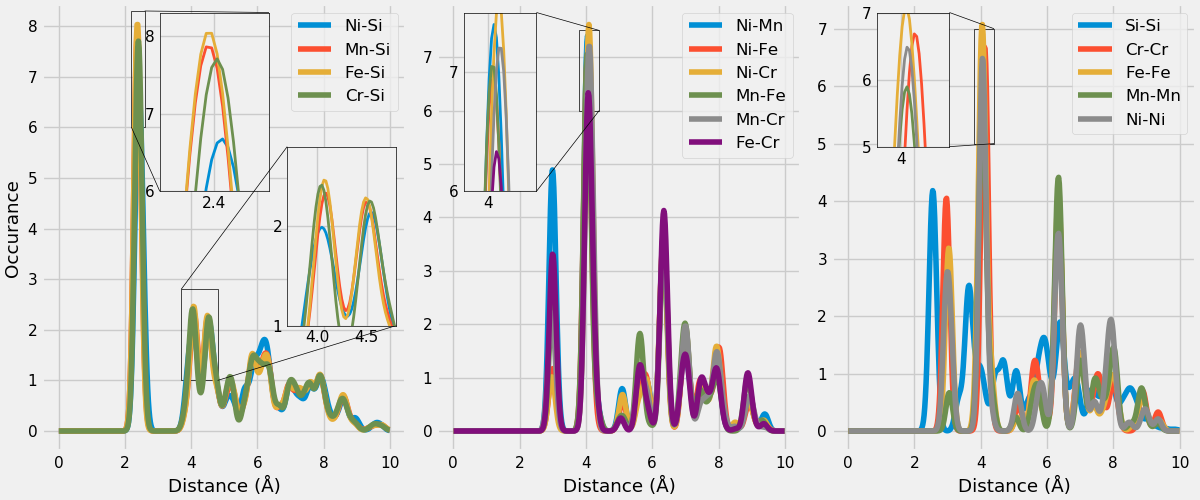 8
7
6
5
4
3
2
1
0
Occurance
0 2 4 6 8 10
Distance (Å)
Ni-Si
Mn-Si
Fe-Si
Cr-Si
8
7
6
2.4
2
1
4.0 4.5
7
6
5
4
3
2
1
0
0 2 4 6 8 10
Distance (Å)
Ni-Mn
Ni-Fe
Ni-Cr
Mn-Fe
Mn-Cr
Fe-Cr
7
6
4
7
6
5
4
3
2
1
0
0 2 4 6 8 10
Distance (Å)
Si-Si
Cr-Cr
Fe-Fe
Mn-Mn
Ni-Ni
7
6
5
4